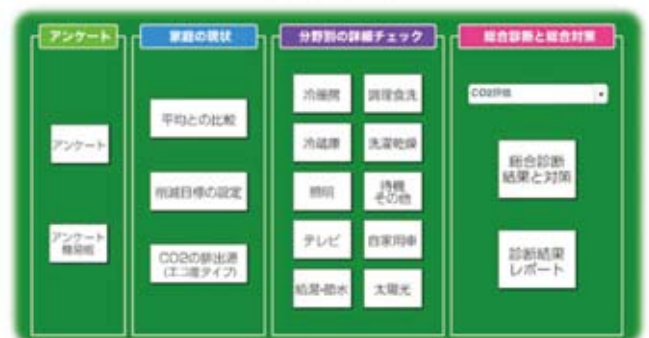 アンケート
家庭の現状
分野別の詳細チェック
総合診断と総合対策
アンケート
アンケート
簡易版
平均との比較
削減目標の設定
CO2の排出源
(エコ度タイプ)
冷暖房
調理食洗
冷蔵庫
洗濯乾燥
照明
待機
その他
テレビ
自家用車
給湯・節水
太陽光
総合診断
結果と対策
診断結果
レポート